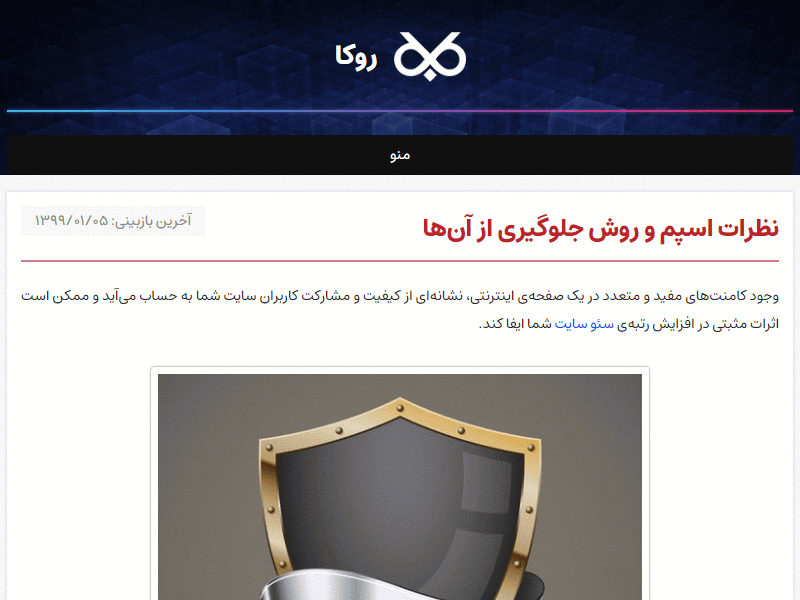 روکا
منو
نظرات اسپم و روش جلوگیری از آن‌ها
آخرین بازبینی: ۱۳۹۹/۰۱/۰۵
وجود کامنت‌های مفید و متعدد در یک صفحه‌ی اینترنتی، نشانه‌ای از کیفیت و مشارکت کاربران سایت شما به حساب می‌آید و ممکن است
اثرات مثبتی در افزایش رتبه‌ی سئو سایت شما ایفا کند.